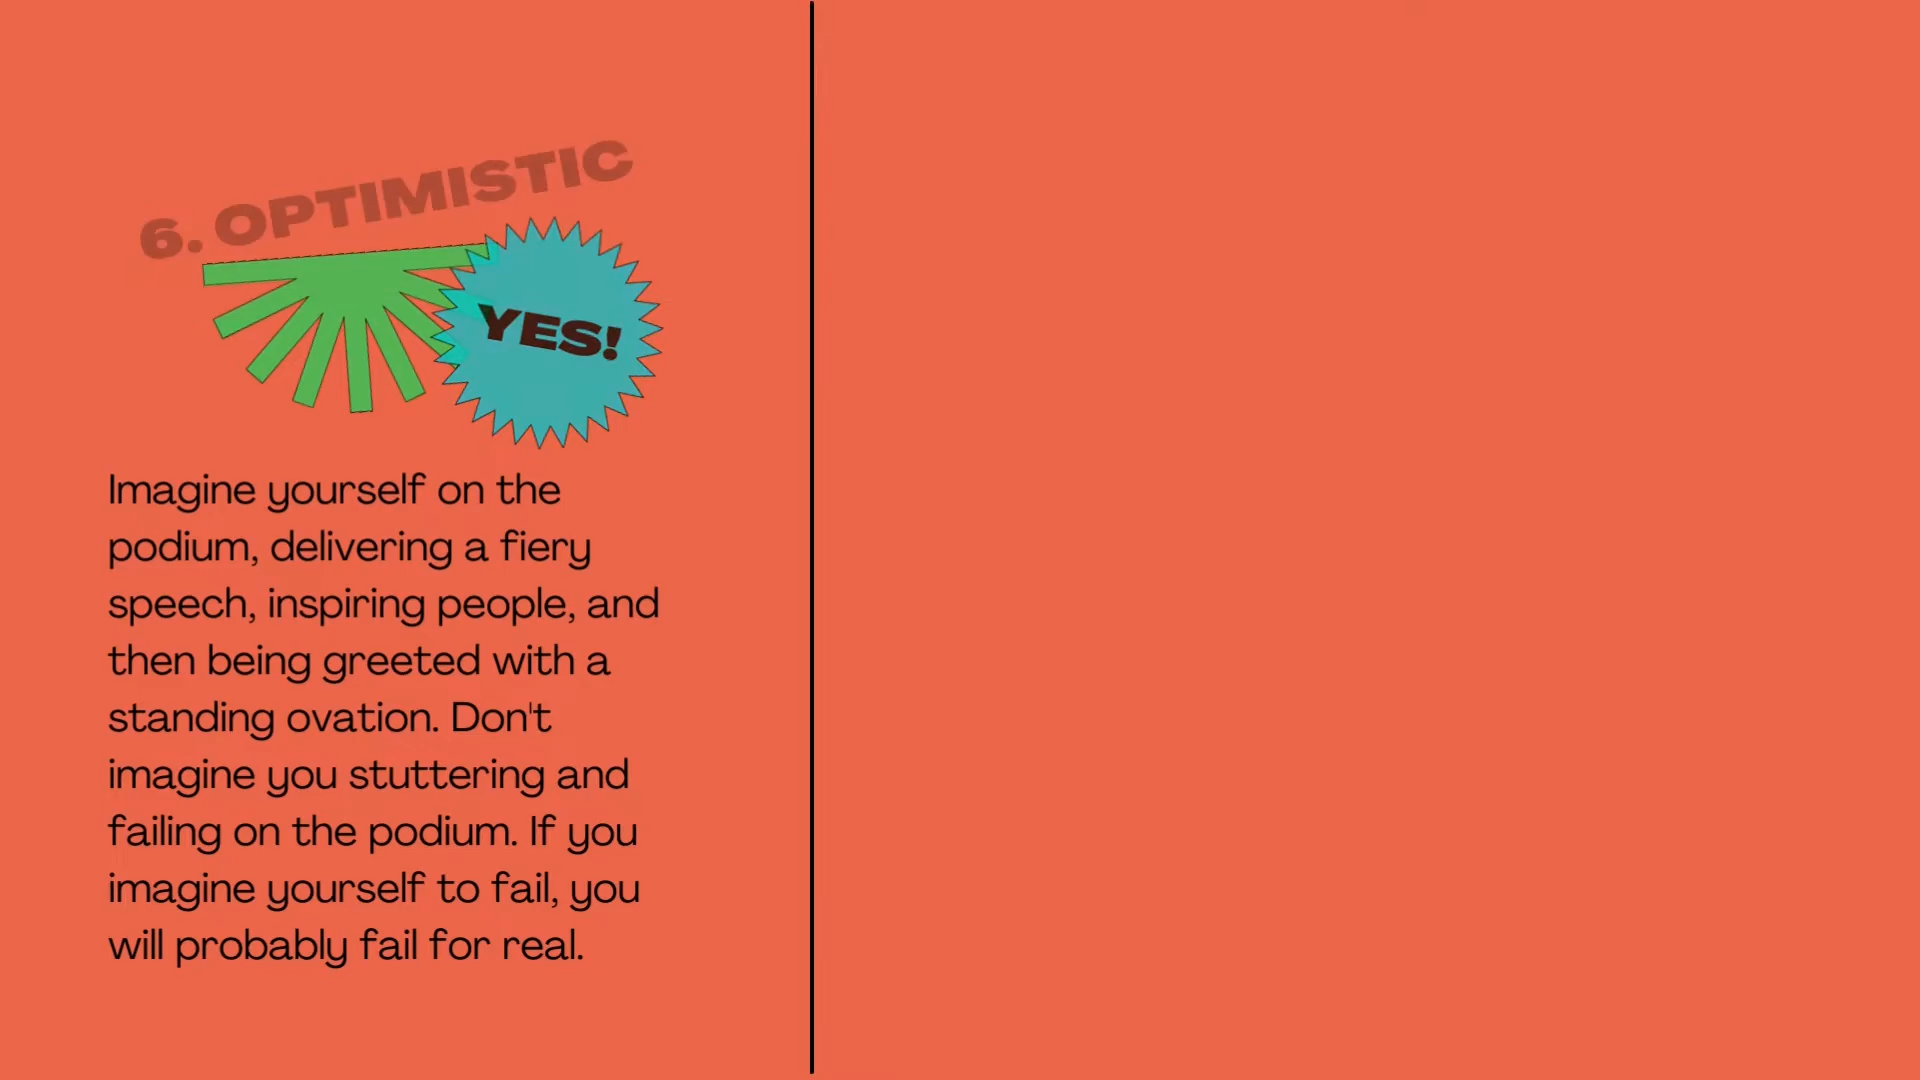 6. OPTIMISTIC
YES!
Imagine yourself on the
podium, delivering a fiery
speech, inspiring people, and
then being greeted with a
standing ovation. Don't
imagine you stuttering and
failing on the podium. If you
imagine yourself to fail, you
will probably fail for real.